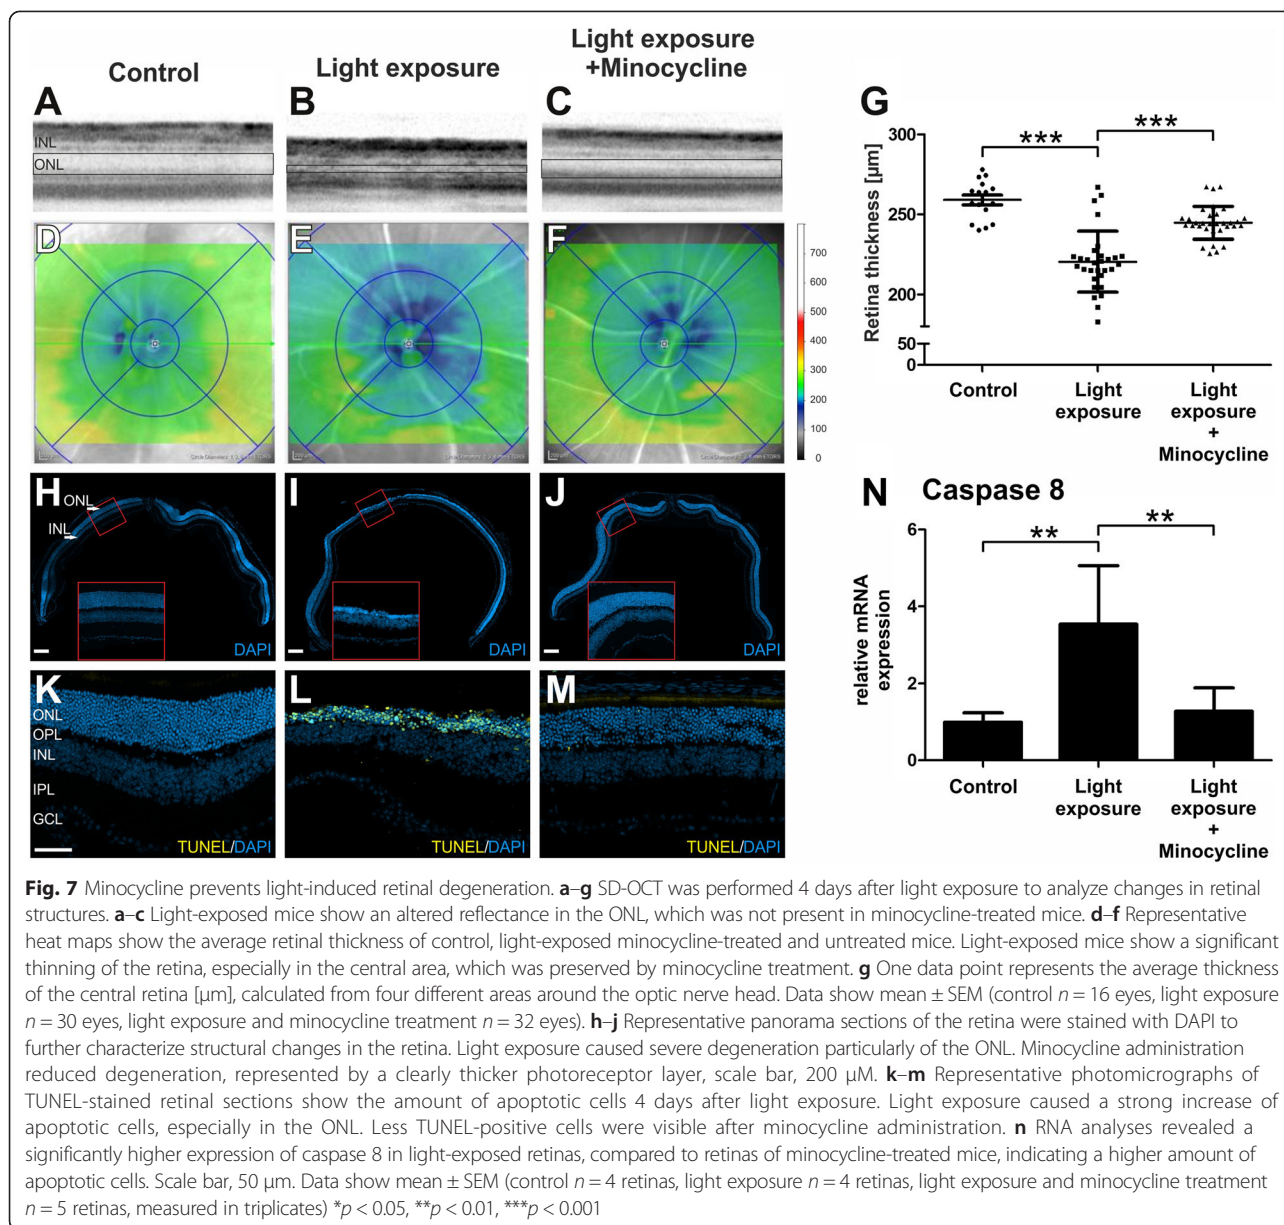 Control
Light exposure
Light exposure
+Minocycline
A
INL
ONL
B
C
D
200 µm
E
200 µm
F
200 µm
700
600
500
400
300
200
100
0
G
Retina thickness [µm]
300
250
200
50
0
***
***
Control
Light
exposure
Light
exposure
+
Minocycline
H
ONL
INL
DAPI
I
DAPI
J
DAPI
K
ONL
OPL
INL
IPL
GCL
TUNEL/DAPI
L
TUNEL/DAPI
M
TUNEL/DAPI
N Caspase 8
relative mRNA
expression
6
4
2
0
**
**
Control
Light
exposure
Light
exposure
+
Minocycline
Fig. 7 Minocycline prevents light-induced retinal degeneration. a–g SD-OCT was performed 4 days after light exposure to analyze changes in retinal
structures. a–c Light-exposed mice show an altered reflectance in the ONL, which was not present in minocycline-treated mice. d–f Representative
heat maps show the average retinal thickness of control, light-exposed minocycline-treated and untreated mice. Light-exposed mice show a significant
thinning of the retina, especially in the central area, which was preserved by minocycline treatment. g One data point represents the average thickness
of the central retina [µm], calculated from four different areas around the optic nerve head. Data show mean ± SEM (control n = 16 eyes, light exposure
n = 30 eyes, light exposure and minocycline treatment n = 32 eyes). h–j Representative panorama sections of the retina were stained with DAPI to
further characterize structural changes in the retina. Light exposure caused severe degeneration particularly of the ONL. Minocycline administration
reduced degeneration, represented by a clearly thicker photoreceptor layer, scale bar, 200 µM. k–m Representative photomicrographs of
TUNEL-stained retinal sections show the amount of apoptotic cells 4 days after light exposure. Light exposure caused a strong increase of
apoptotic cells, especially in the ONL. Less TUNEL-positive cells were visible after minocycline administration. n RNA analyses revealed a
significantly higher expression of caspase 8 in light-exposed retinas, compared to retinas of minocycline-treated mice, indicating a higher amount of
apoptotic cells. Scale bar, 50 µm. Data show mean ± SEM (control n = 4 retinas, light exposure n = 4 retinas, light exposure and minocycline treatment
n = 5 retinas, measured in triplicates) *p < 0.05, **p < 0.01, ***p < 0.001